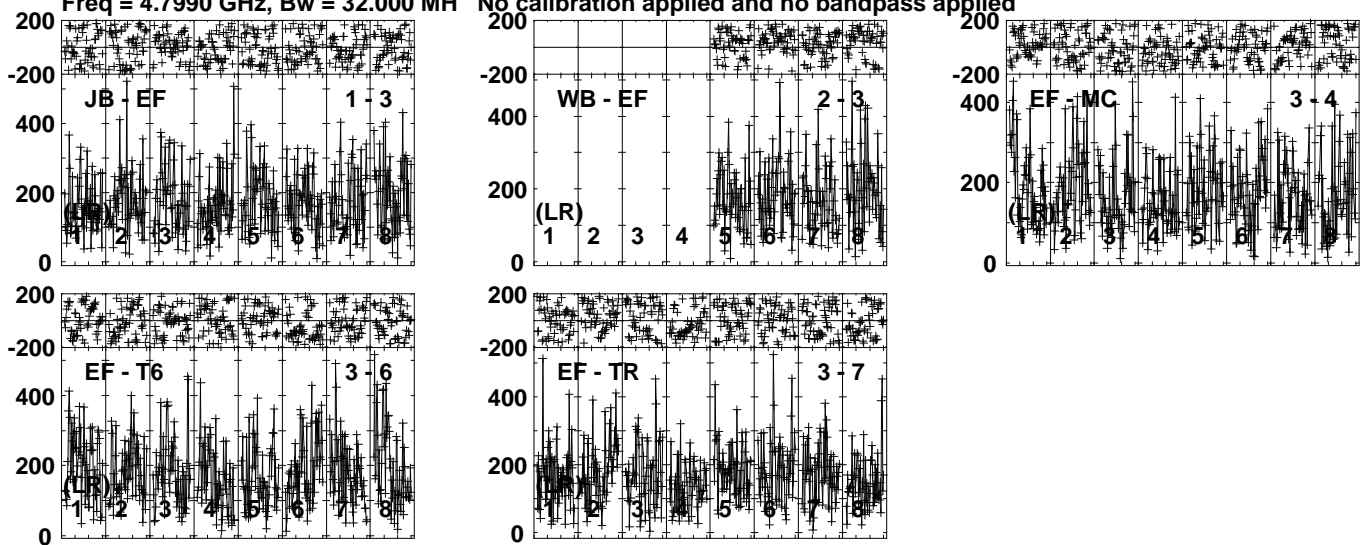 Freq = 4.7990 GHz, Bw = 32.000 MH No calibration applied and no bandpass applied
200
-200
JB - EF 1 - 3
400
200
(LR)
1 2 3 4 5 6 7 8
0
200
-200
WB - EF 2 - 3
400
200
(LR)
1 2 3 4 5 6 7 8
0
200
-200
EF - MC 3 - 4
400
200
(LR)
1 2 3 4 5 6 7 8
0
200
-200
EF - T6 3 - 6
400
200
(LR)
1 2 3 4 5 6 7 8
0
200
-200
EF - TR 3 - 7
400
200
(LR)
1 2 3 4 5 6 7 8
0